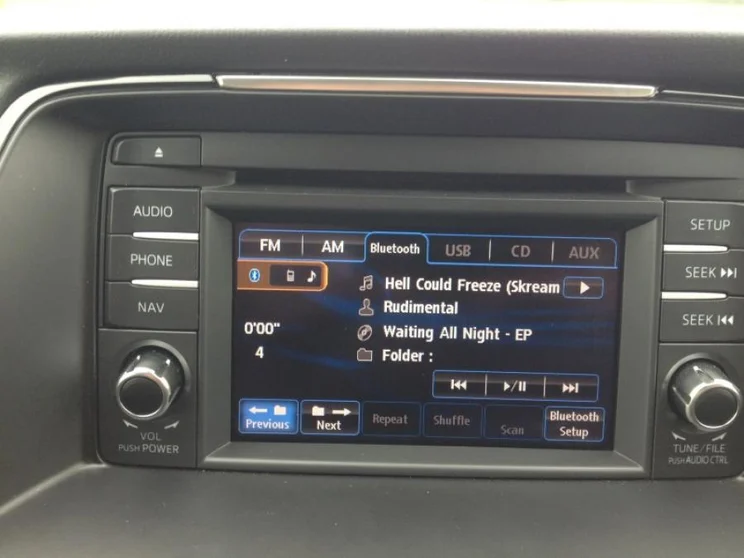 AUDIO
PHONE
NAV
VOL
PUSH POWER
FM AM Bluetooth USB CD AUX
Hell Could Freeze (Skream
Rudimental
Waiting All Night - EP
Folder :
0'00"
4
Previous
Next
Repeat
Shuffle
Scan
Bluetooth
Setup
SETUP
SEEK
SEEK
TUNE/FILE
PUSH AUDIO CTRL